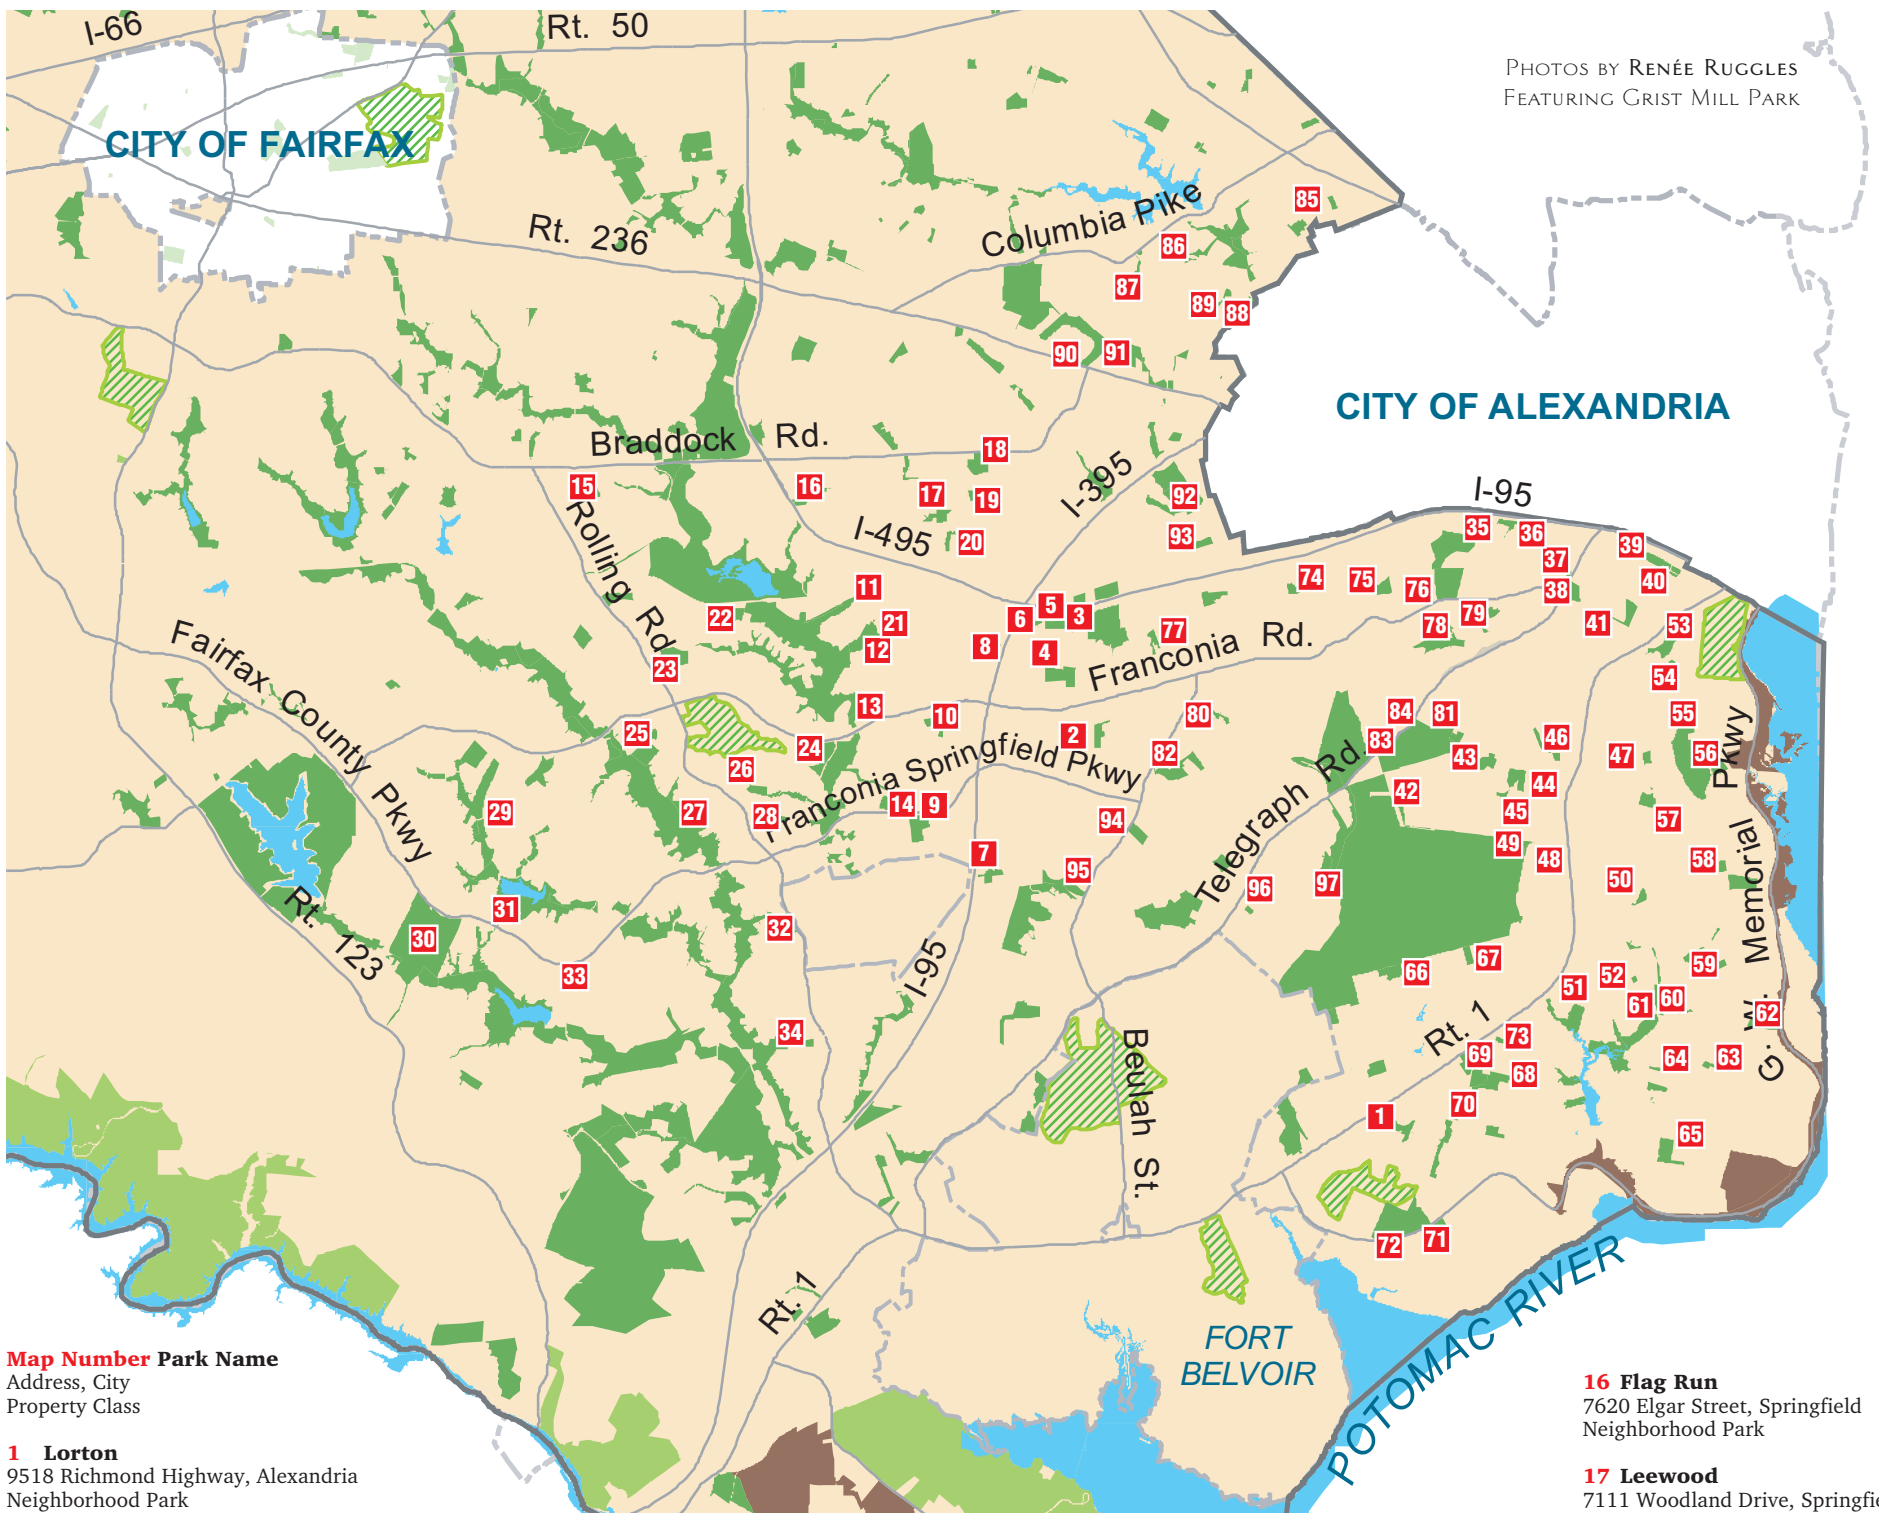 I-66
Rt. 50
PHOTOS BY RENÉE RUGGLES
FEATURING GRIST MILL PARK
CITY OF FAIRFAX
Columbia Pike
85
Rt. 236
86
87
89
88
90
91
CITY OF ALEXANDRIA
Braddock Rd.
18
I-395
15
16
17
19
92
I-95
Rolling Rd
I-495
20
93
35
36
37
39
11
5
6
3
74
75
76
38
40
22
21
12
8
4
77
78
79
41
53
Fairfax County Pkwy
23
Franconia Rd.
54
13
10
80
84
81
55
25
24
2
82
83
43
46
47
56
26
Franconia Springfield Pkwy
Telegraph Rd.
42
44
45
29
27
28
14
9
94
57
7
49
48
58
95
96
97
50
31
30
Rt. 123
32
33
I-95
66
67
51
52
59
61
60
62
G. W. Memorial Pkwy
34
Beulah St.
Rt. 1
73
69
68
64
63
1
70
65
72
71
Rt. 1
FORT
BELVOIR
POTOMAC RIVER
Map Number Park Name
Address, City
Property Class
1 Lorton
9518 Richmond Highway, Alexandria
Neighborhood Park
16 Flag Run
7620 Elgar Street, Springfield
Neighborhood Park
17 Leewood
7111 Woodland Drive, Springfie